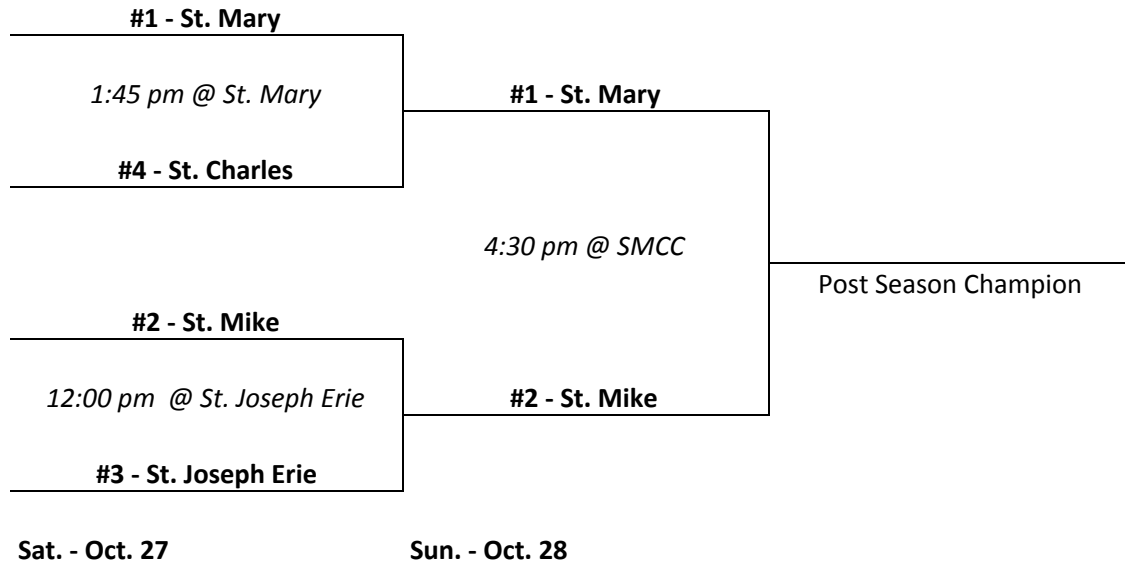 #1 - St. Mary
1:45 pm @ St. Mary
#1 - St. Mary
#4 - St. Charles
4:30 pm @ SMCC
Post Season Champion
#2 - St. Mike
12:00 pm  @ St. Joseph Erie
#2 - St. Mike
#3 - St. Joseph Erie
Sat. - Oct. 27
Sun. - Oct. 28